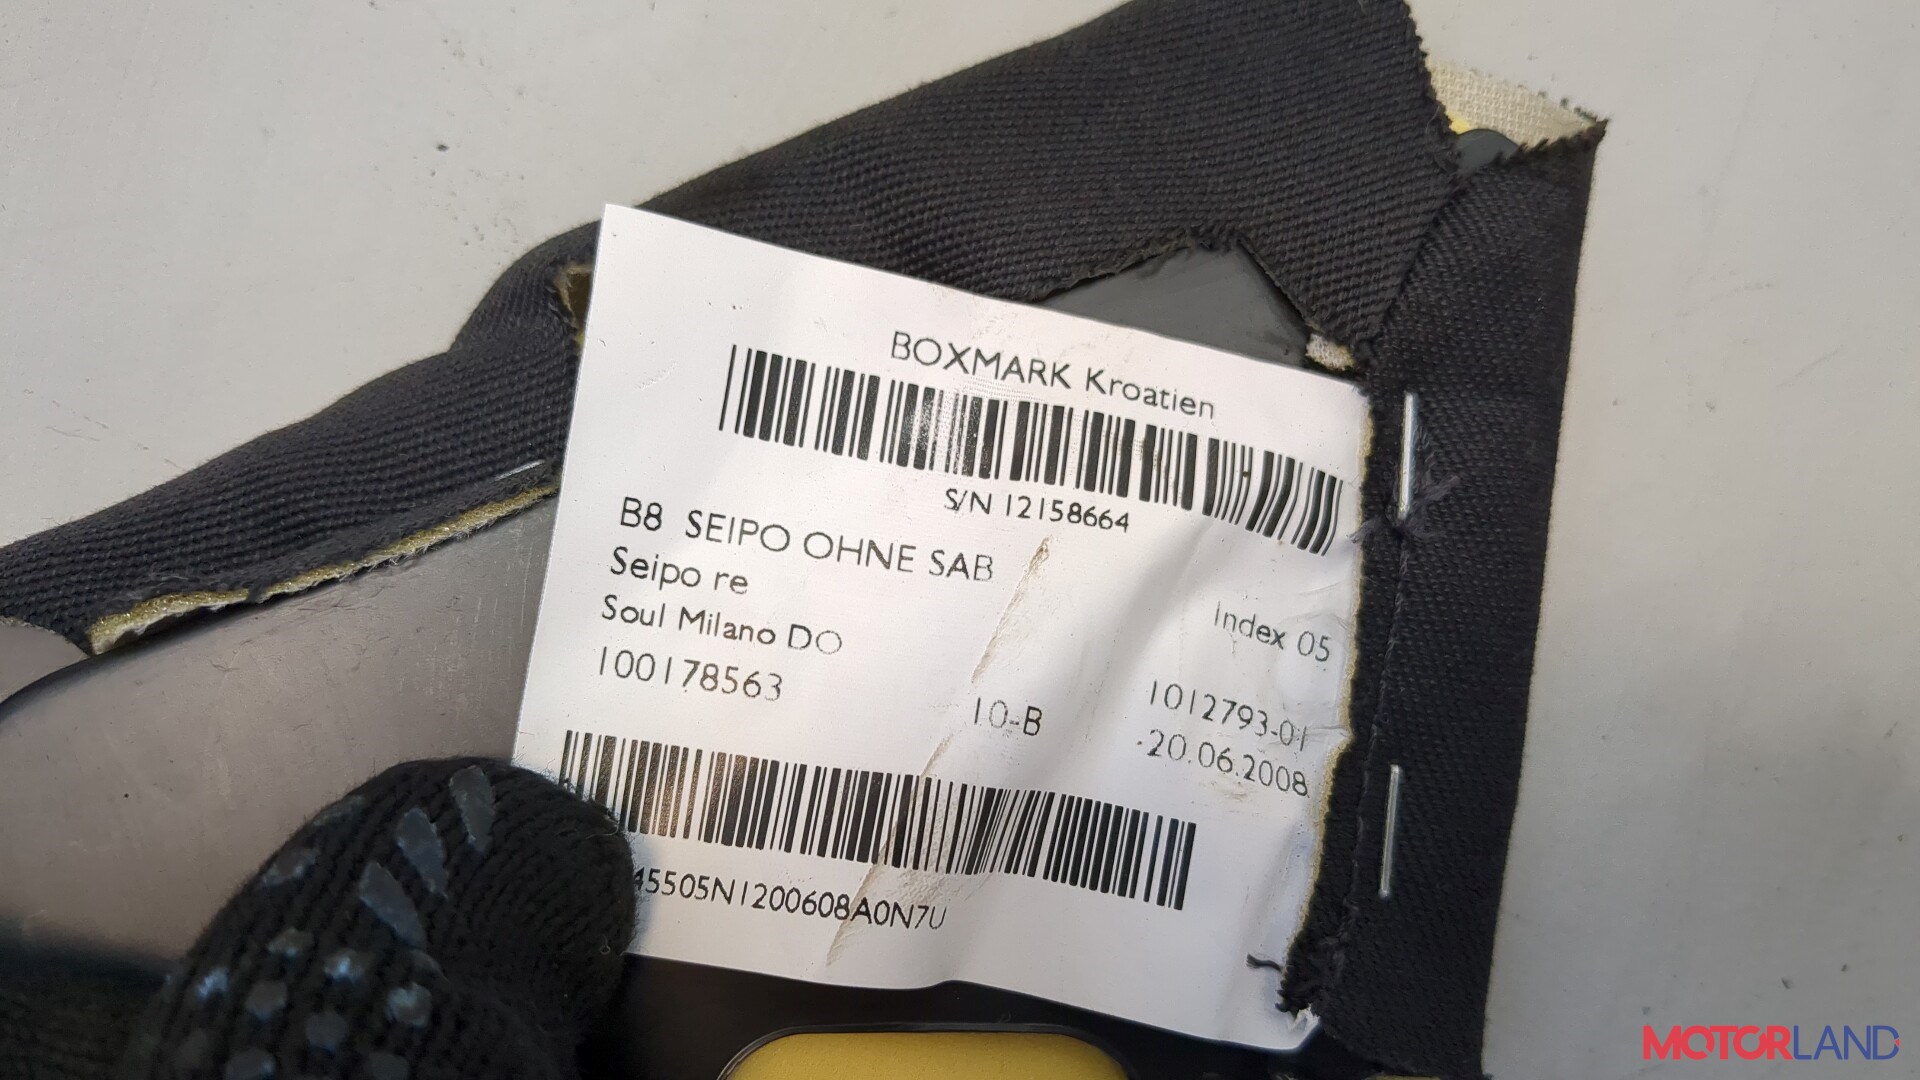 BOXMARK Kroatien
S/N 12158664
B8 SEIPO OHNE SAB
Seipo re
Index 05
Soul Milano DO
100178563
10-B
1012793-01
20.06.2008
45505N1200608A0N7U
MOTORLAND